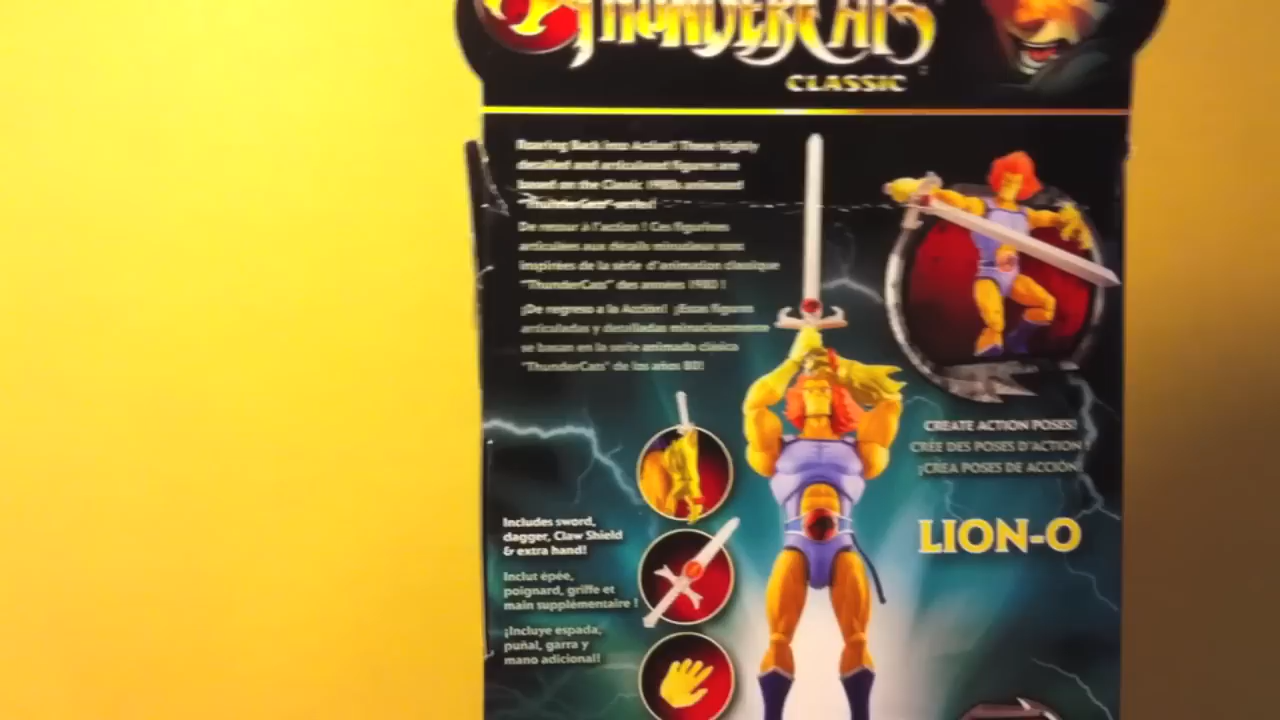 THUNDERCATS
CLASSIC
Roaring Back into Action! These highly
detailed and articulated figures are
based on the Classic 1980s animated
"ThunderCats" series!
De retour à l'action ! Ces figurines
articulées aux détails minutieux sont
inspirées de la série d'animation classique
"ThunderCats" des années 1980 !
¡De regreso a la Acción! ¡Estas figuras
articuladas y detalladas minuciosamente
se basan en la serie animada clásica
"ThunderCats" de los años 80!
CREATE ACTION POSES!
CRÉE DES POSES D'ACTION !
¡CREA POSES DE ACCIÓN!
LION-O
Includes sword,
dagger, Claw Shield
& extra hand!
Inclut épée,
poignard, griffe et
main supplémentaire !
¡Incluye espada,
puñal, garra y
mano adicional!